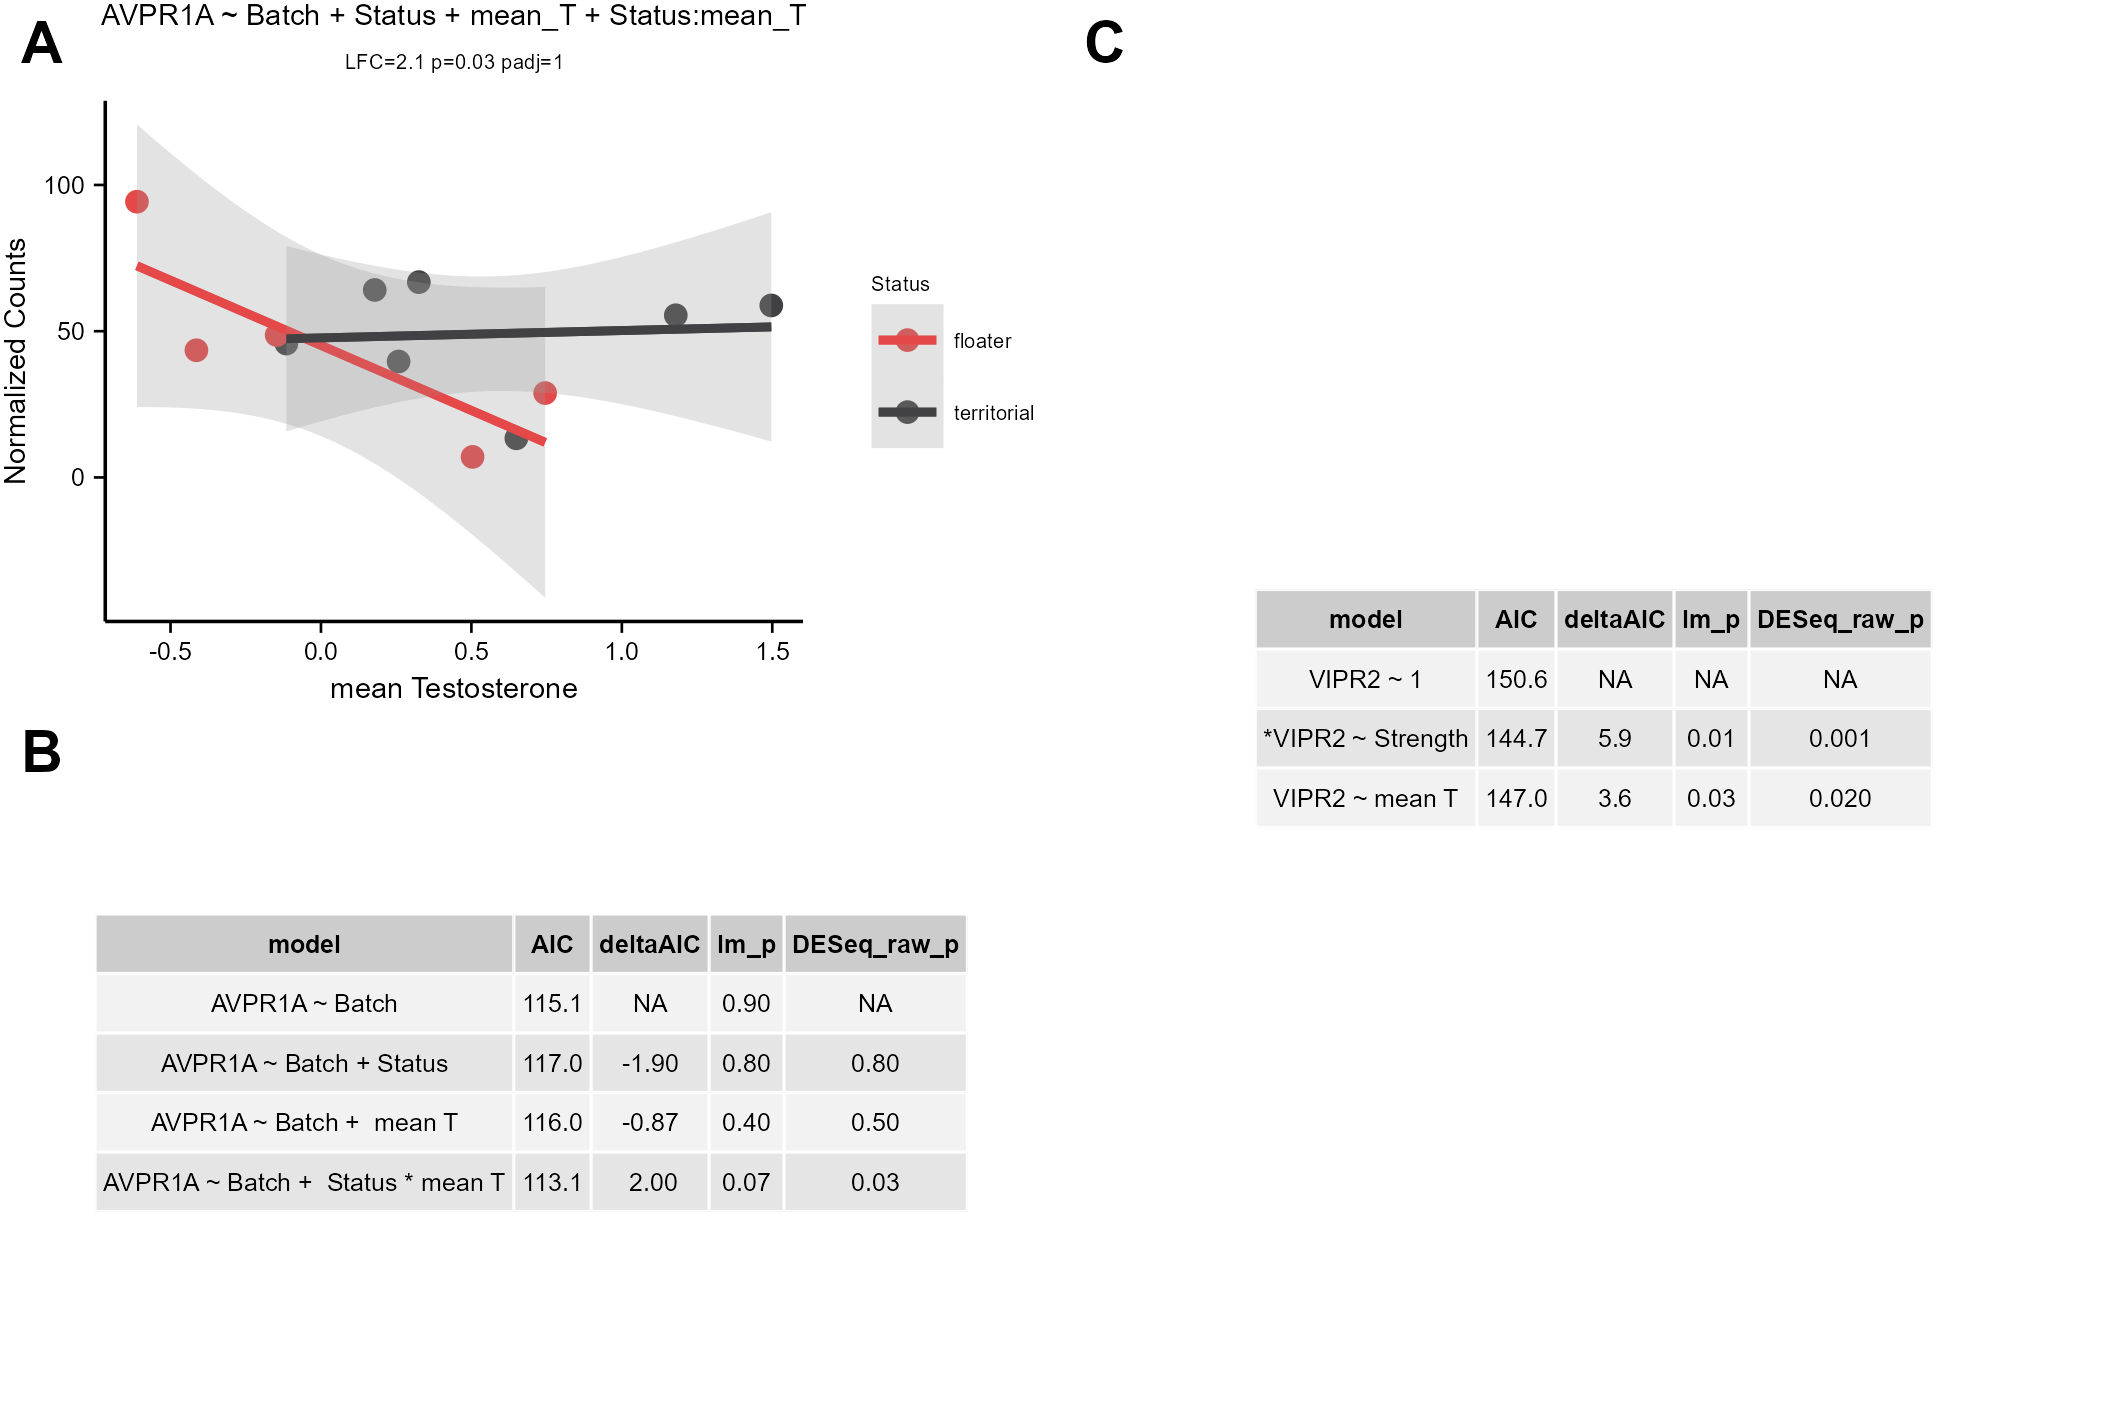 A
AVPR1A ~ Batch + Status + mean_T + Status:mean_T
LFC=2.1 p=0.03 padj=1
Normalized Counts
100
50
0
-0.5 0.0 0.5 1.0 1.5
mean Testosterone
Status
floater
territorial
B
model AIC deltaAIC lm_p DESeq_raw_p
AVPR1A ~ Batch 115.1 NA 0.90 NA
AVPR1A ~ Batch + Status 117.0 -1.90 0.80 0.80
AVPR1A ~ Batch + mean T 116.0 -0.87 0.40 0.50
AVPR1A ~ Batch + Status * mean T 113.1 2.00 0.07 0.03
C
model AIC deltaAIC lm_p DESeq_raw_p
VIPR2 ~ 1 150.6 NA NA NA
*VIPR2 ~ Strength 144.7 5.9 0.01 0.001
VIPR2 ~ mean T 147.0 3.6 0.03 0.020